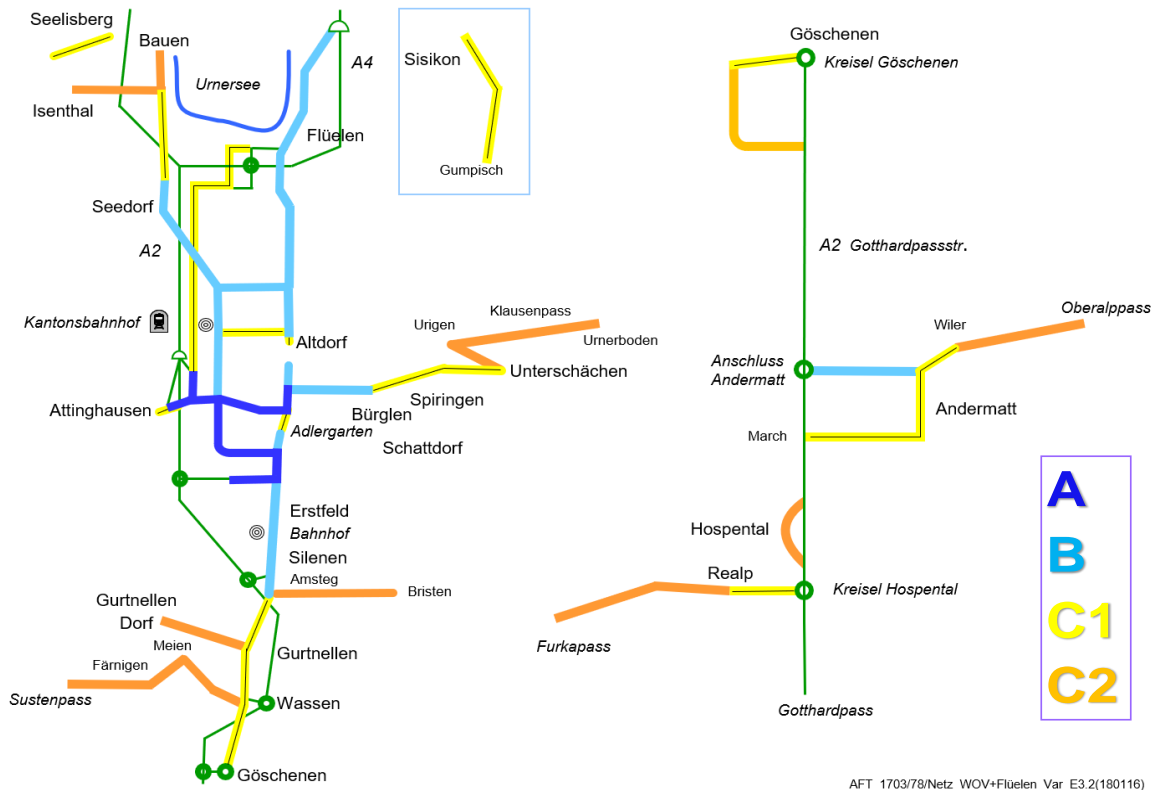 Seelisberg
Bauen
Isenthal
Urnersee
A4
Flüelen
Seedorf
A2
Kantonsbahnhof
Altdorf
Attinghausen
Adlergarten
Bürglen
Schattdorf
Spiringen
Unterschächen
Urigen
Klausenpass
Urnerboden
Erstfeld
Bahnhof
Silenen
Amsteg
Bristen
Gurtnellen
Dorf
Meien
Färnigen
Sustenpass
Gurtnellen
Wassen
Göschenen
Sisikon
Gumpisch
Göschenen
Kreisel Göschenen
A2 Gotthardpassstr.
Oberalppass
Wiler
Anschluss
Andermatt
Andermatt
March
Hospental
Realp
Kreisel Hospental
Furkapass
Gotthardpass
A
B
C1
C2
AFT 1703/78/Netz WOV+Flüelen Var E3.2(180116)